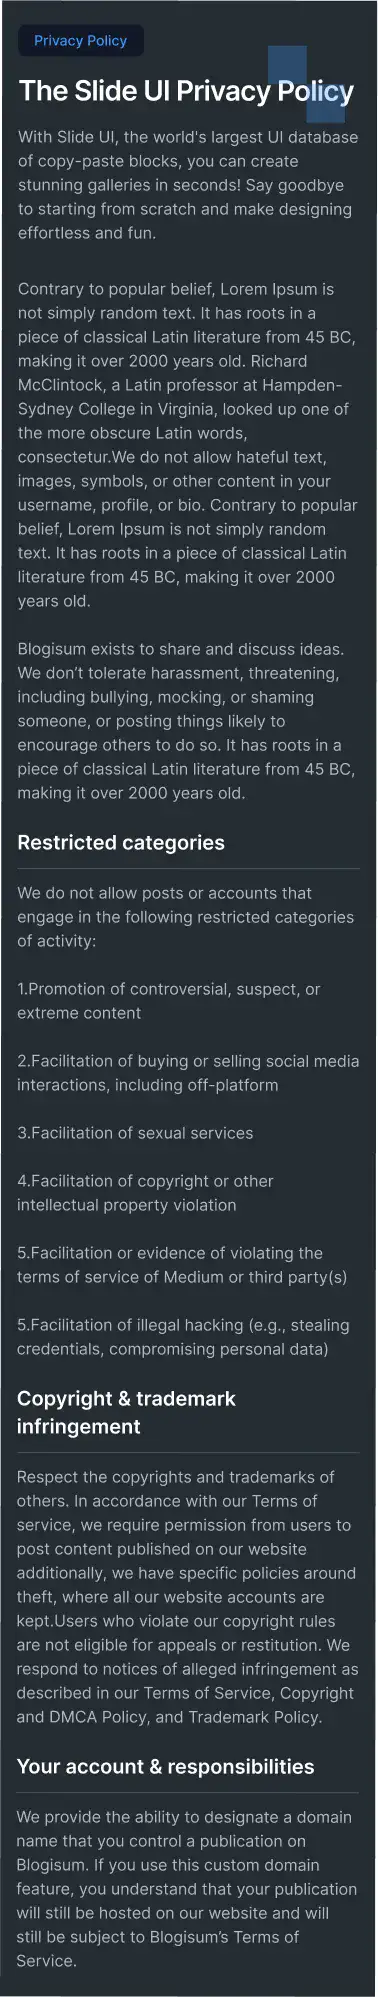 Privacy Policy
The Slide UI Privacy Policy
With Slide UI, the world's largest UI database
of copy-paste blocks, you can create
stunning galleries in seconds! Say goodbye
to starting from scratch and make designing
effortless and fun.
Contrary to popular belief, Lorem Ipsum is
not simply random text. It has roots in a
piece of classical Latin literature from 45 BC,
making it over 2000 years old. Richard
McClintock, a Latin professor at Hampden-
Sydney College in Virginia, looked up one of
the more obscure Latin words,
consectetur.We do not allow hateful text,
images, symbols, or other content in your
username, profile, or bio. Contrary to popular
belief, Lorem Ipsum is not simply random
text. It has roots in a piece of classical Latin
literature from 45 BC, making it over 2000
years old.
Blogisum exists to share and discuss ideas.
We don’t tolerate harassment, threatening,
including bullying, mocking, or shaming
someone, or posting things likely to
encourage others to do so. It has roots in a
piece of classical Latin literature from 45 BC,
making it over 2000 years old.
Restricted categories
We do not allow posts or accounts that
engage in the following restricted categories
of activity:
1.Promotion of controversial, suspect, or
extreme content
2.Facilitation of buying or selling social media
interactions, including off-platform
3.Facilitation of sexual services
4.Facilitation of copyright or other
intellectual property violation
5.Facilitation or evidence of violating the
terms of service of Medium or third party(s)
5.Facilitation of illegal hacking (e.g., stealing
credentials, compromising personal data)
Copyright & trademark
infringement
Respect the copyrights and trademarks of
others. In accordance with our Terms of
service, we require permission from users to
post content published on our website
additionally, we have specific policies around
theft, where all our website accounts are
kept.Users who violate our copyright rules
are not eligible for appeals or restitution. We
respond to notices of alleged infringement as
described in our Terms of Service, Copyright
and DMCA Policy, and Trademark Policy.
Your account & responsibilities
We provide the ability to designate a domain
name that you control a publication on
Blogisum. If you use this custom domain
feature, you understand that your publication
will still be hosted on our website and will
still be subject to Blogisum’s Terms of
Service.